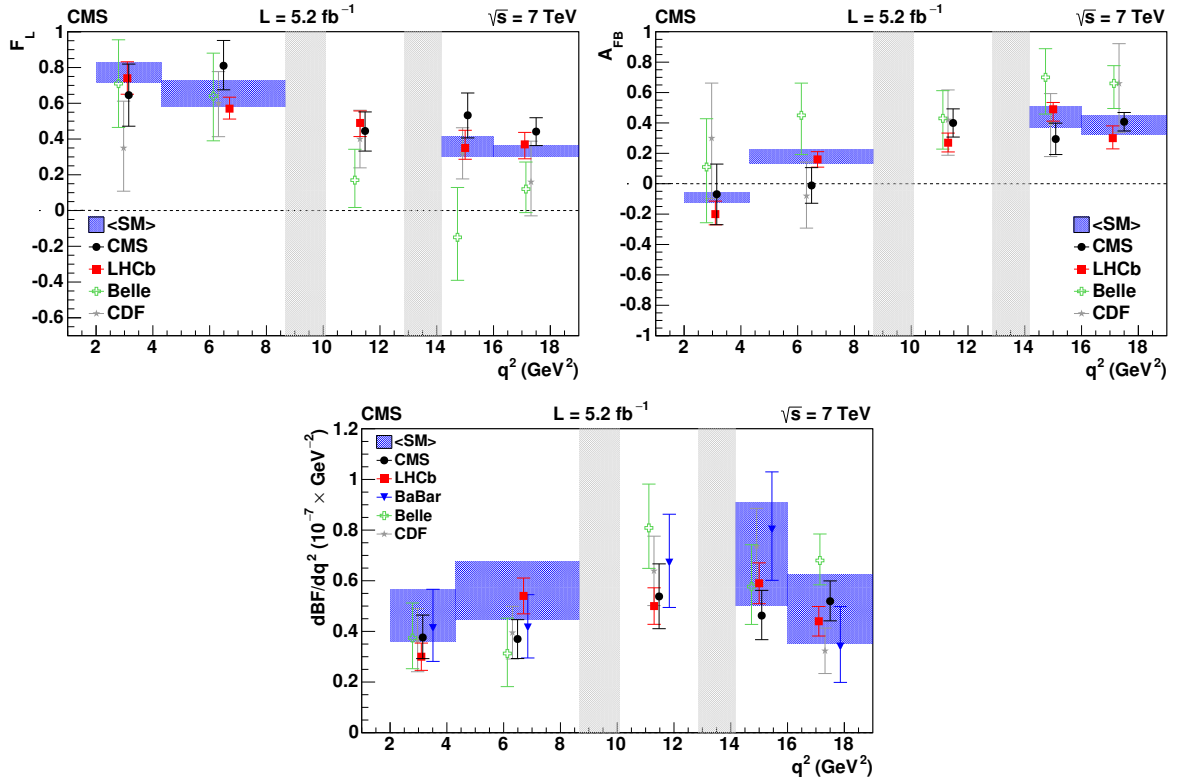 CMS L = 5.2 fb⁻¹ √s = 7 TeV
F_L
1
0.8
0.6
0.4
0.2
0
-0.2
-0.4
-0.6
<SM>
CMS
LHCb
Belle
CDF
2 4 6 8 10 12 14 16 18
q² (GeV²)
CMS L = 5.2 fb⁻¹ √s = 7 TeV
A_FB
1
0.8
0.6
0.4
0.2
0
-0.2
-0.4
-0.6
-0.8
-1
<SM>
CMS
LHCb
Belle
CDF
2 4 6 8 10 12 14 16 18
q² (GeV²)
CMS L = 5.2 fb⁻¹ √s = 7 TeV
dBF/dq² (10⁻⁷ × GeV⁻²)
1.2
1
0.8
0.6
0.4
0.2
0
<SM>
CMS
LHCb
BaBar
Belle
CDF
2 4 6 8 10 12 14 16 18
q² (GeV²)